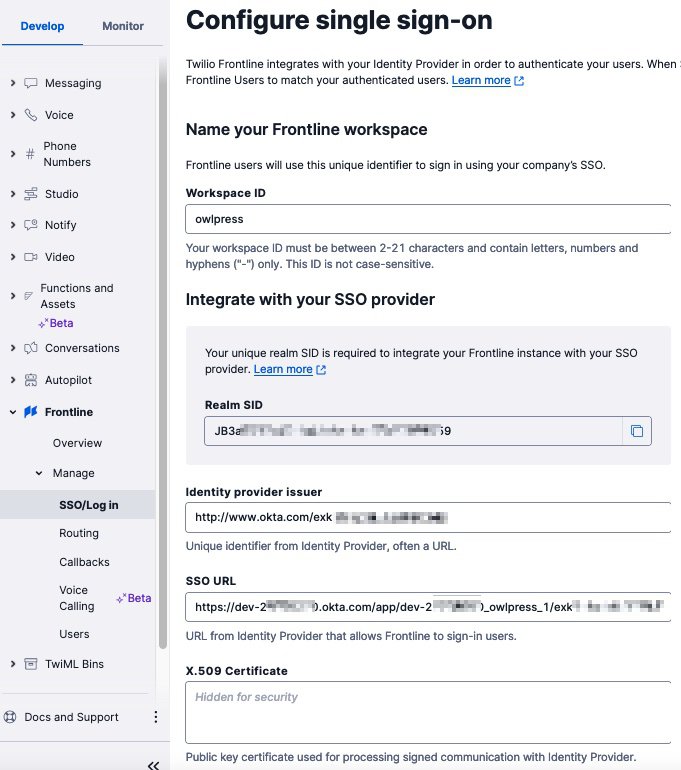 Develop
Monitor
Messaging
Voice
Phone
Numbers
Studio
Notify
Video
Functions and
Assets
Beta
Conversations
Autopilot
Frontline
Overview
Manage
SSO/Log in
Routing
Callbacks
Voice
Calling
Beta
Users
TwiML Bins
Docs and Support
Configure single sign-on
Twilio Frontline integrates with your Identity Provider in order to authenticate your users. When
Frontline Users to match your authenticated users. Learn more
Name your Frontline workspace
Frontline users will use this unique identifier to sign in using your company's SSO.
Workspace ID
owlpress
Your workspace ID must be between 2-21 characters and contain letters, numbers and
hyphens ("-") only. This ID is not case-sensitive.
Integrate with your SSO provider
Your unique realm SID is required to integrate your Frontline instance with your SSO
provider. Learn more
Realm SID
JB3a
Identity provider issuer
http://www.okta.com/exk
Unique identifier from Identity Provider, often a URL.
SSO URL
https://dev-2 .okta.com/app/dev-2 _owlpress_1/exk
URL from Identity Provider that allows Frontline to sign-in users.
X.509 Certificate
Hidden for security
Public key certificate used for processing signed communication with Identity Provider.